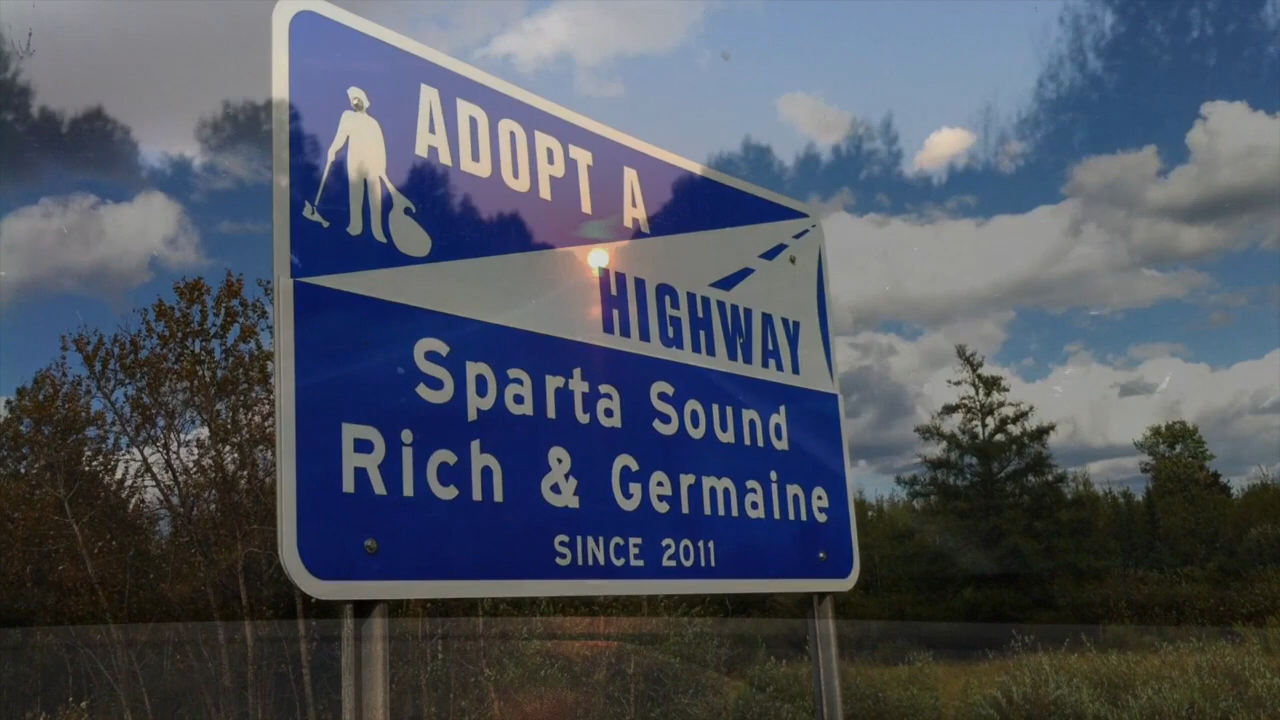 ADOPT A
HIGHWAY
Sparta Sound
Rich & Germaine
SINCE 2011